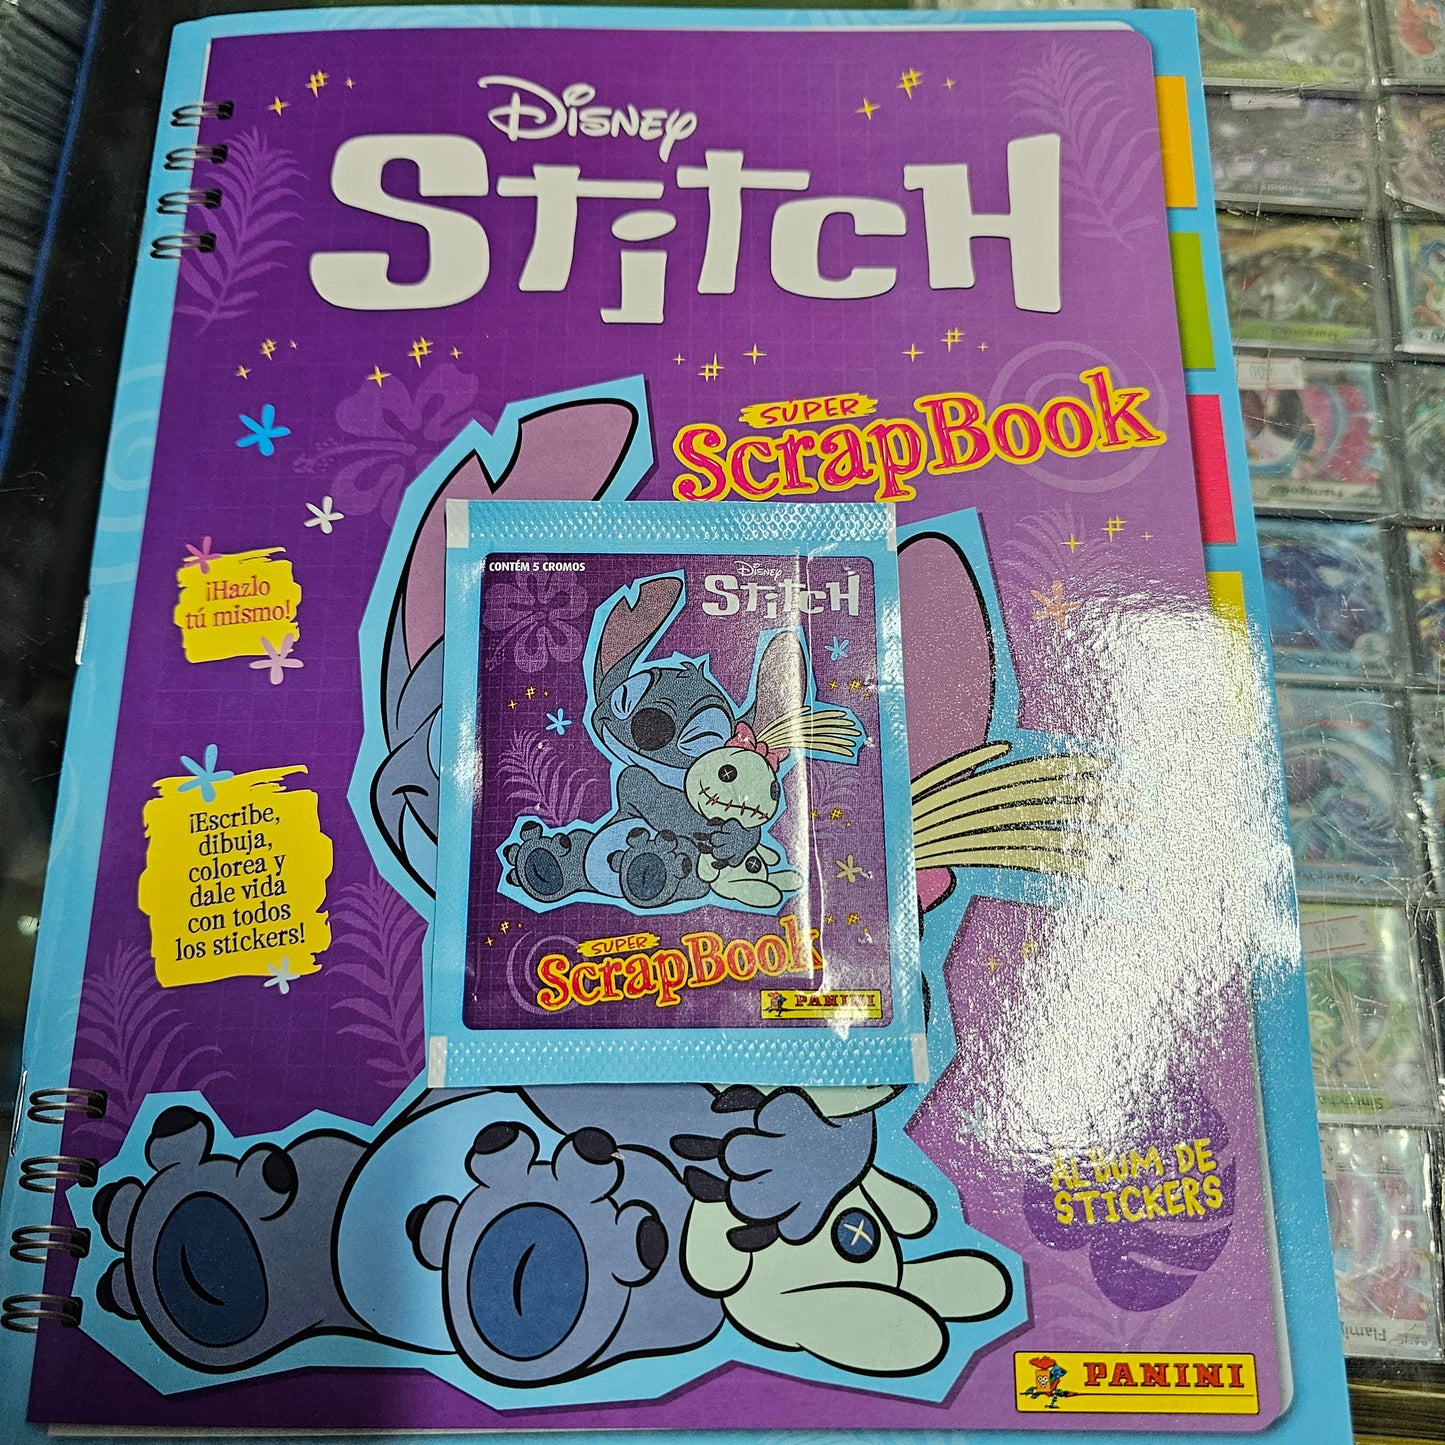 Disney
Stitch
SÚPER
ScrapBook
¡Hazlo
tú mismo!
CONTÉM 5 CROMOS
Disney
Stitch
¡Escribe,
dibuja,
colorea y
dale vida
con todos
los stickers!
SUPER
ScrapBook
PANINI
ÁLBUM DE
STICKERS
PANINI